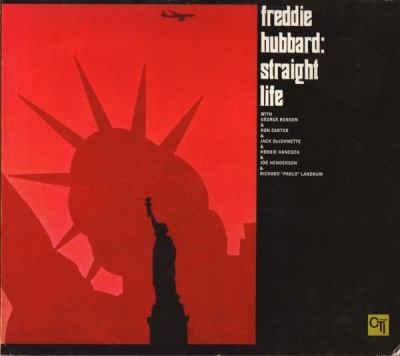 freddie
hubbard:
straight
life
WITH
GEORGE BENSON
&
RON CARTER
&
JACK DeJOHNETTE
&
HERBIE HANCOCK
&
JOE HENDERSON
&
RICHARD "PABLO" LANDRUM
CTI